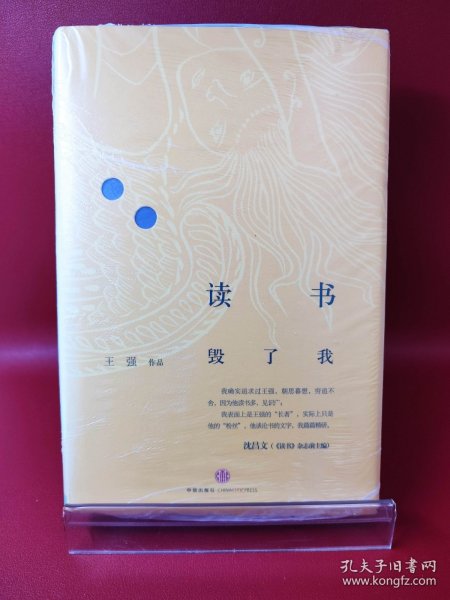 读书
毁了我
王强 作品
我确实追求过王强，朝思暮想，穷追不
舍，因为他读书多，见识广；
我表面上是王强的“长者”，实际上只是
他的“粉丝”，他谈论书的文字，我篇篇精研。
沈昌文（《读书》杂志前主编）
中信出版社 CHINA CITIC PRESS
孔夫子旧书网
www.kongfz.com